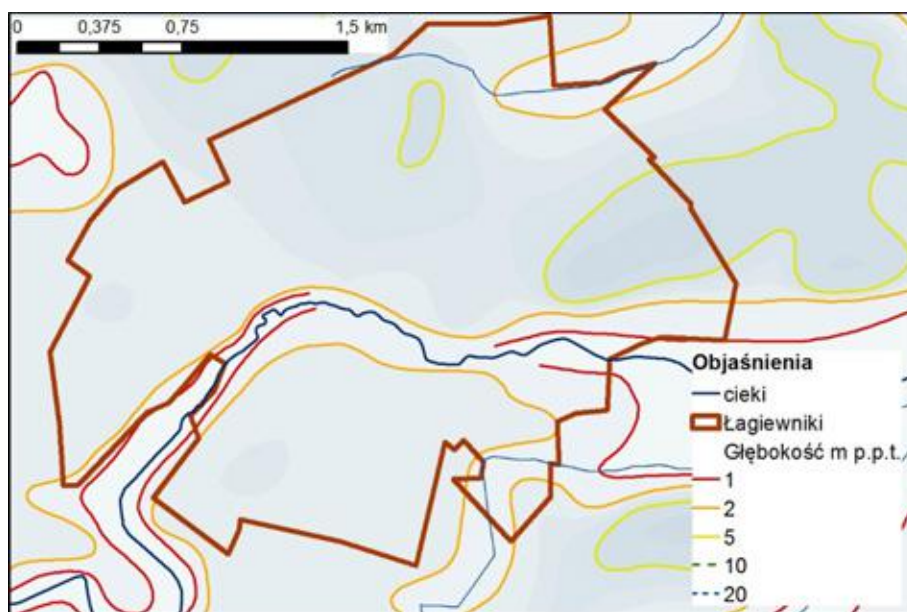 0 0,375 0,75 1,5 km
Objaśnienia
cieki
Łagiewniki
Głębokość m p.p.t.
1
2
5
10
20